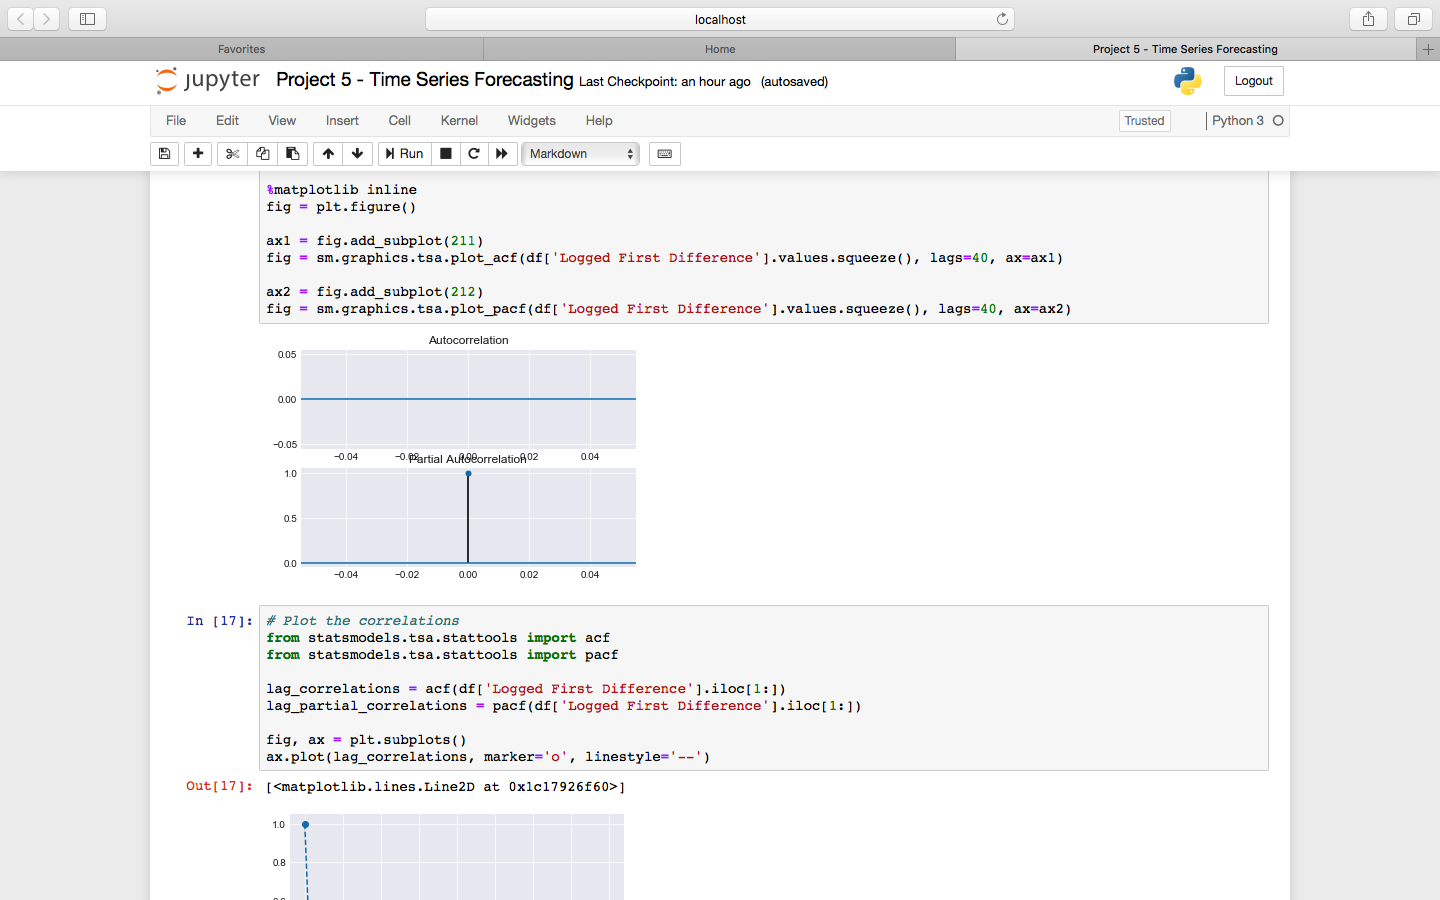 localhost
Favorites
Home
Project 5 - Time Series Forecasting
jupyter Project 5 - Time Series Forecasting Last Checkpoint: an hour ago (autosaved)
Logout
File Edit View Insert Cell Kernel Widgets Help
Trusted
Python 3
Run
Markdown
%matplotlib inline
fig = plt.figure()
ax1 = fig.add_subplot(211)
fig = sm.graphics.tsa.plot_acf(df['Logged First Difference'].values.squeeze(), lags=40, ax=ax1)
ax2 = fig.add_subplot(212)
fig = sm.graphics.tsa.plot_pacf(df['Logged First Difference'].values.squeeze(), lags=40, ax=ax2)
Autocorrelation
0.05
0.00
−0.05
−0.04 −0.02 0.00 0.02 0.04
Partial Autocorrelation
1.0
0.5
0.0
−0.04 −0.02 0.00 0.02 0.04
In [17]:
# Plot the correlations
from statsmodels.tsa.stattools import acf
from statsmodels.tsa.stattools import pacf
lag_correlations = acf(df['Logged First Difference'].iloc[1:])
lag_partial_correlations = pacf(df['Logged First Difference'].iloc[1:])
fig, ax = plt.subplots()
ax.plot(lag_correlations, marker='o', linestyle='--')
Out[17]: [<matplotlib.lines.Line2D at 0x1c17926f60>]
1.0
0.8